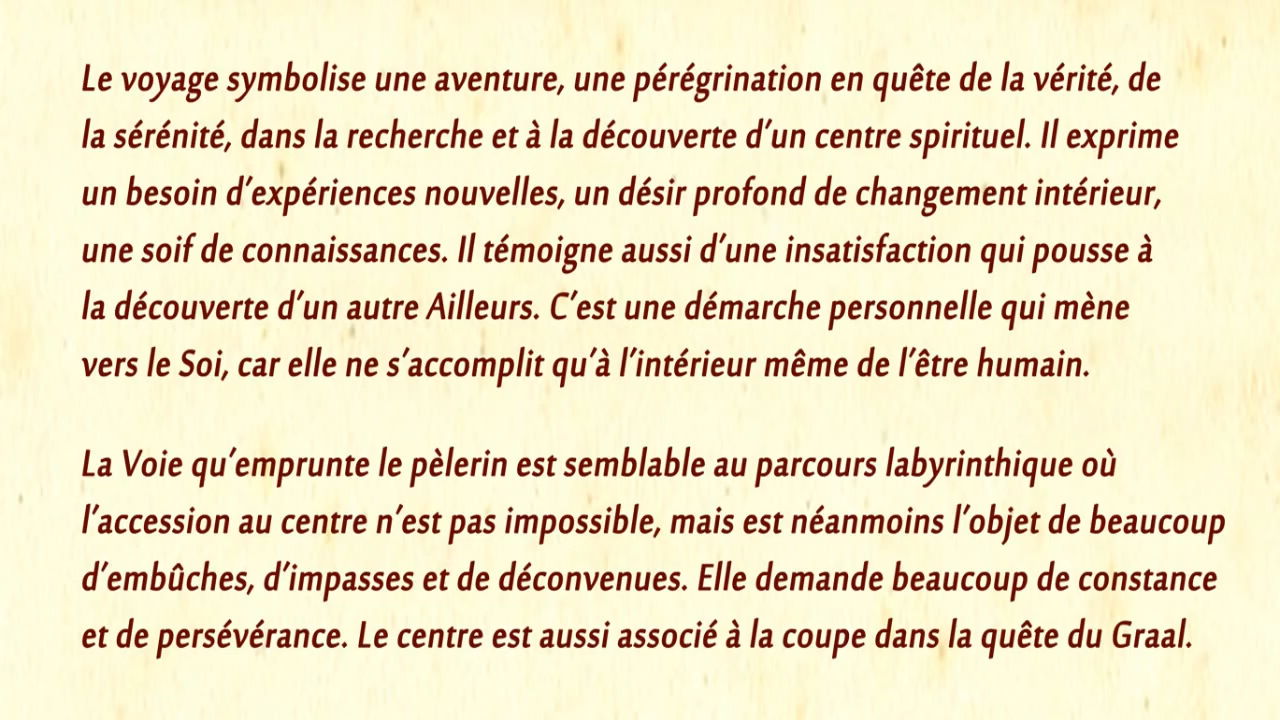 Le voyage symbolise une aventure, une pérégrination en quête de la vérité, de
la sérénité, dans la recherche et à la découverte d’un centre spirituel. Il exprime
un besoin d’expériences nouvelles, un désir profond de changement intérieur,
une soif de connaissances. Il témoigne aussi d’une insatisfaction qui pousse à
la découverte d’un autre Ailleurs. C’est une démarche personnelle qui mène
vers le Soi, car elle ne s’accomplit qu’à l’intérieur même de l’être humain.
La Voie qu’emprunte le pèlerin est semblable au parcours labyrinthique où
l’accession au centre n’est pas impossible, mais est néanmoins l’objet de beaucoup
d’embûches, d’impasses et de déconvenues. Elle demande beaucoup de constance
et de persévérance. Le centre est aussi associé à la coupe dans la quête du Graal.